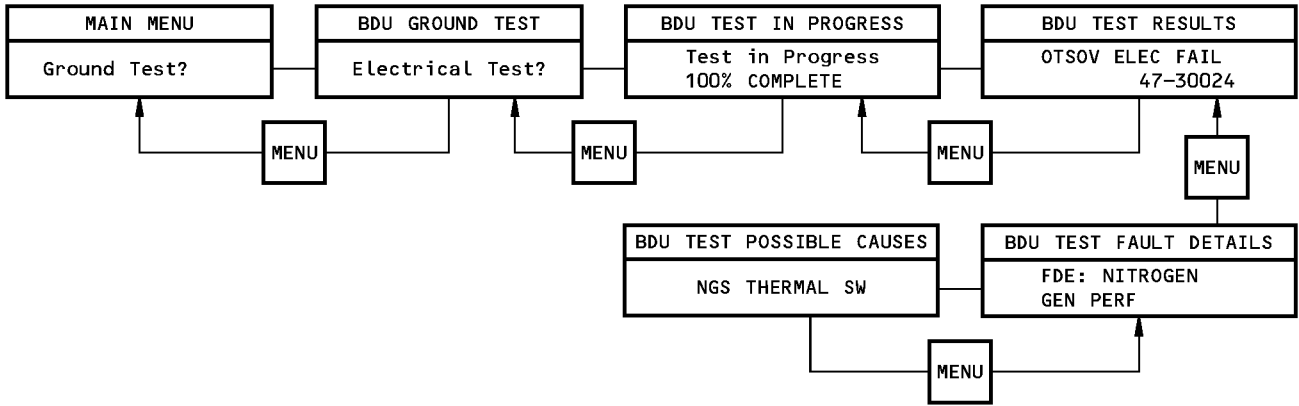 MAIN MENU
Ground Test?
BDU GROUND TEST
Electrical Test?
BDU TEST IN PROGRESS
Test in Progress
100% COMPLETE
BDU TEST RESULTS
OTSOV ELEC FAIL
47-30024
MENU
MENU
MENU
MENU
BDU TEST POSSIBLE CAUSES
NGS THERMAL SW
BDU TEST FAULT DETAILS
FDE: NITROGEN
GEN PERF
MENU